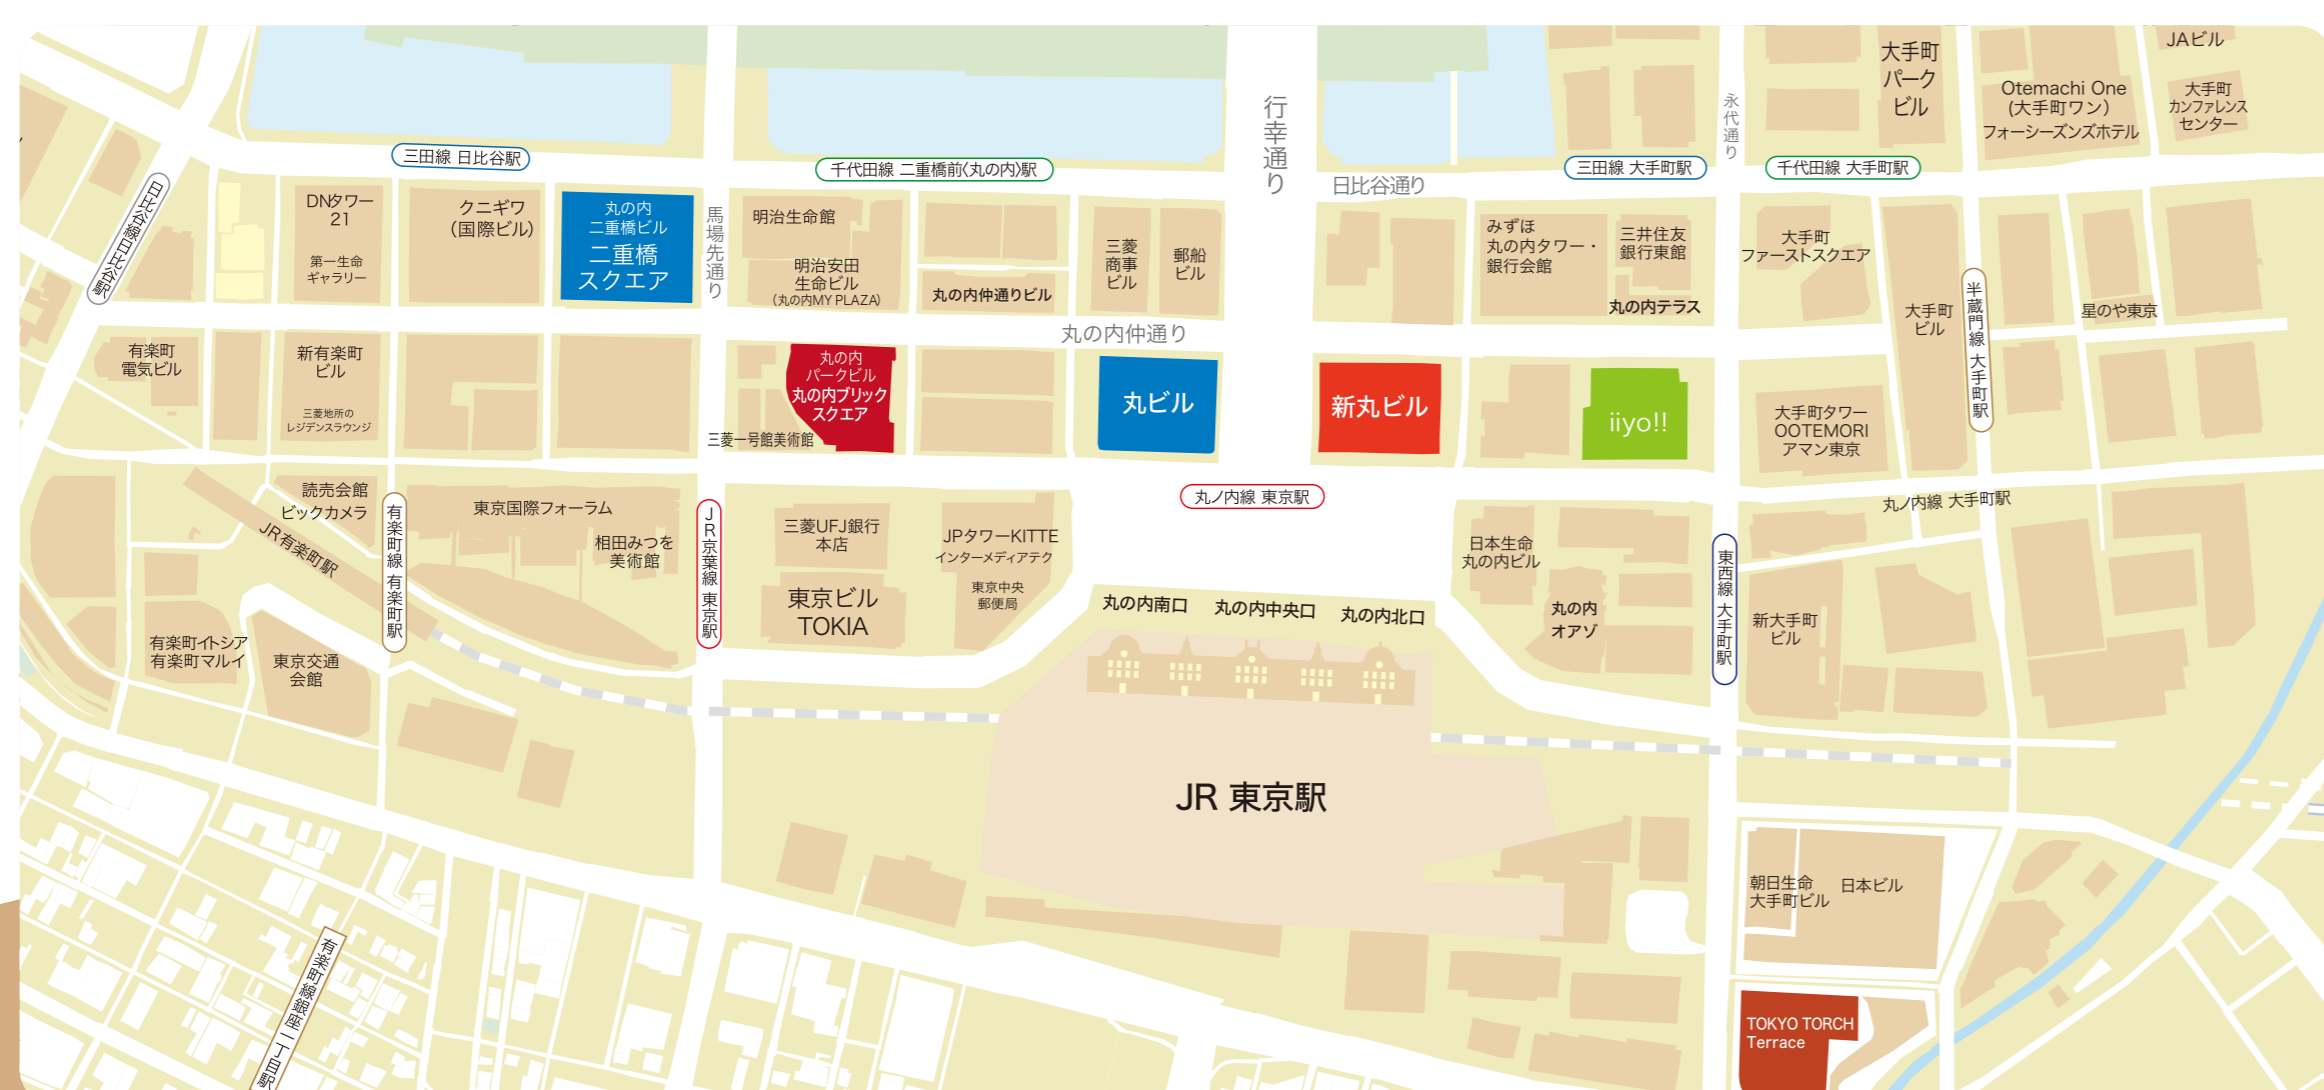 JAビル
大手町
パーク
ビル
Otemachi One
(大手町ワン)
フォーシーズンズホテル
大手町
カンファレンス
センター
行幸通り
永代通り
三田線 日比谷駅
千代田線 二重橋前〈丸の内〉駅
日比谷通り
三田線 大手町駅
千代田線 大手町駅
日比谷線日比谷駅
DNタワー
21
第一生命
ギャラリー
クニギワ
(国際ビル)
丸の内
二重橋ビル
二重橋
スクエア
馬場先通り
明治生命館
明治安田
生命ビル
(丸の内MY PLAZA)
丸の内仲通りビル
三菱
商事
ビル
郵船
ビル
みずほ
丸の内タワー・
銀行会館
三井住友
銀行東館
丸の内テラス
大手町
ファーストスクエア
大手町
ビル
半蔵門線 大手町駅
星のや東京
丸の内仲通り
有楽町
電気ビル
新有楽町
ビル
三菱地所の
レジデンスラウンジ
丸の内
パークビル
丸の内ブリック
スクエア
三菱一号館美術館
丸ビル
新丸ビル
iiyo!!
大手町タワー
OOTEMORI
アマン東京
読売会館
ビックカメラ
JR有楽町駅
有楽町線 有楽町駅
東京国際フォーラム
相田みつを
美術館
JR京葉線 東京駅
三菱UFJ銀行
本店
東京ビル
TOKIA
JPタワーKITTE
インターメディアテク
東京中央
郵便局
丸ノ内線 東京駅
丸ノ内線 大手町駅
日本生命
丸の内ビル
丸の内
オアゾ
東西線 大手町駅
新大手町
ビル
丸の内南口
丸の内中央口
丸の内北口
有楽町イトシア
有楽町マルイ
東京交通
会館
JR 東京駅
朝日生命
大手町ビル
日本ビル
有楽町線銀座一丁目駅
TOKYO TORCH
Terrace